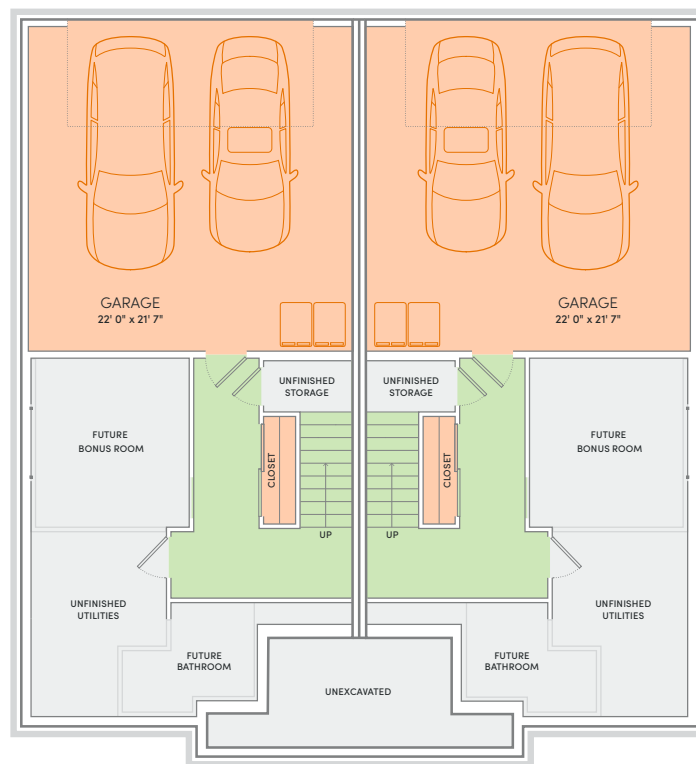 GARAGE
22' 0" x 21' 7"
GARAGE
22' 0" x 21' 7"
UNFINISHED
STORAGE
UNFINISHED
STORAGE
FUTURE
BONUS ROOM
CLOSET
CLOSET
FUTURE
BONUS ROOM
UP
UP
UNFINISHED
UTILITIES
UNFINISHED
UTILITIES
FUTURE
BATHROOM
FUTURE
BATHROOM
UNEXCAVATED